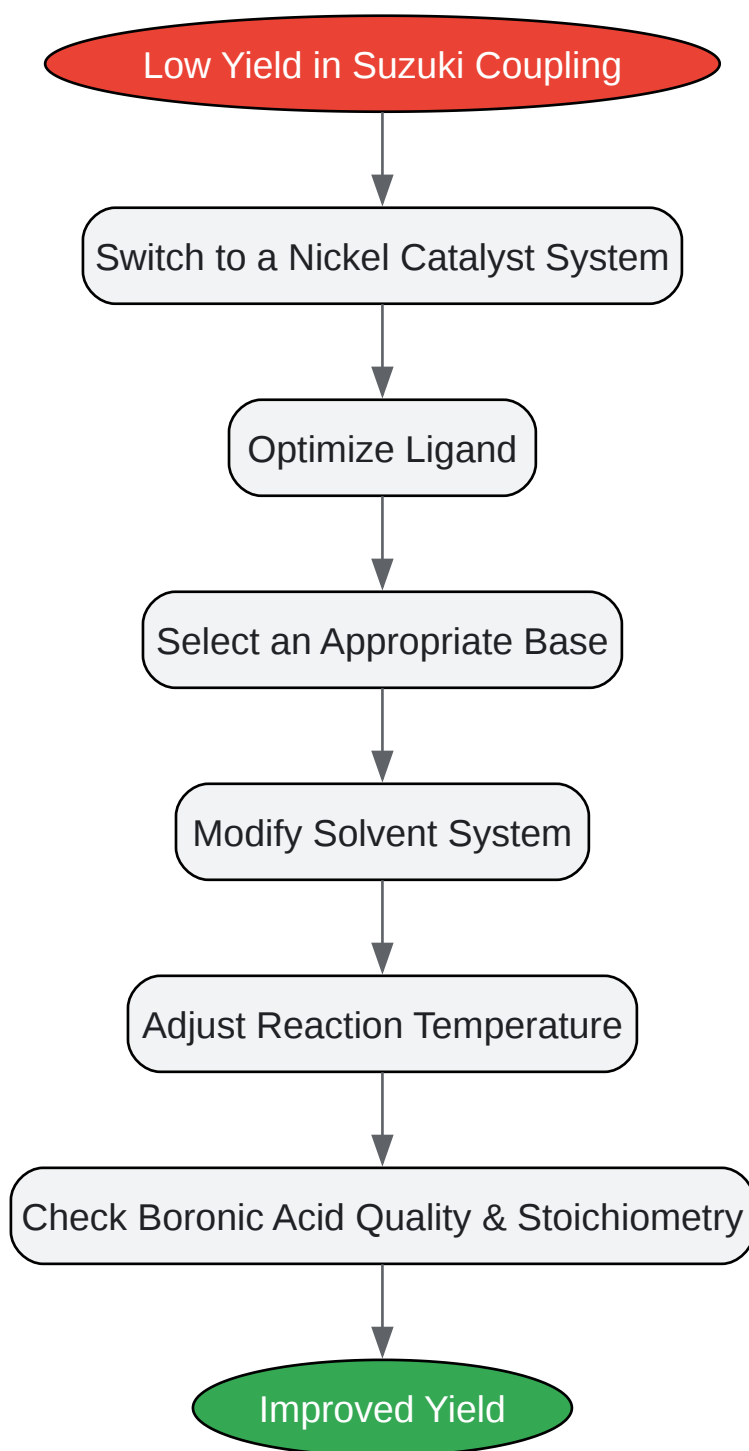 Low Yield in Suzuki Coupling
Switch to a Nickel Catalyst System
Optimize Ligand
Select an Appropriate Base
Modify Solvent System
Adjust Reaction Temperature
Check Boronic Acid Quality & Stoichiometry
Improved Yield